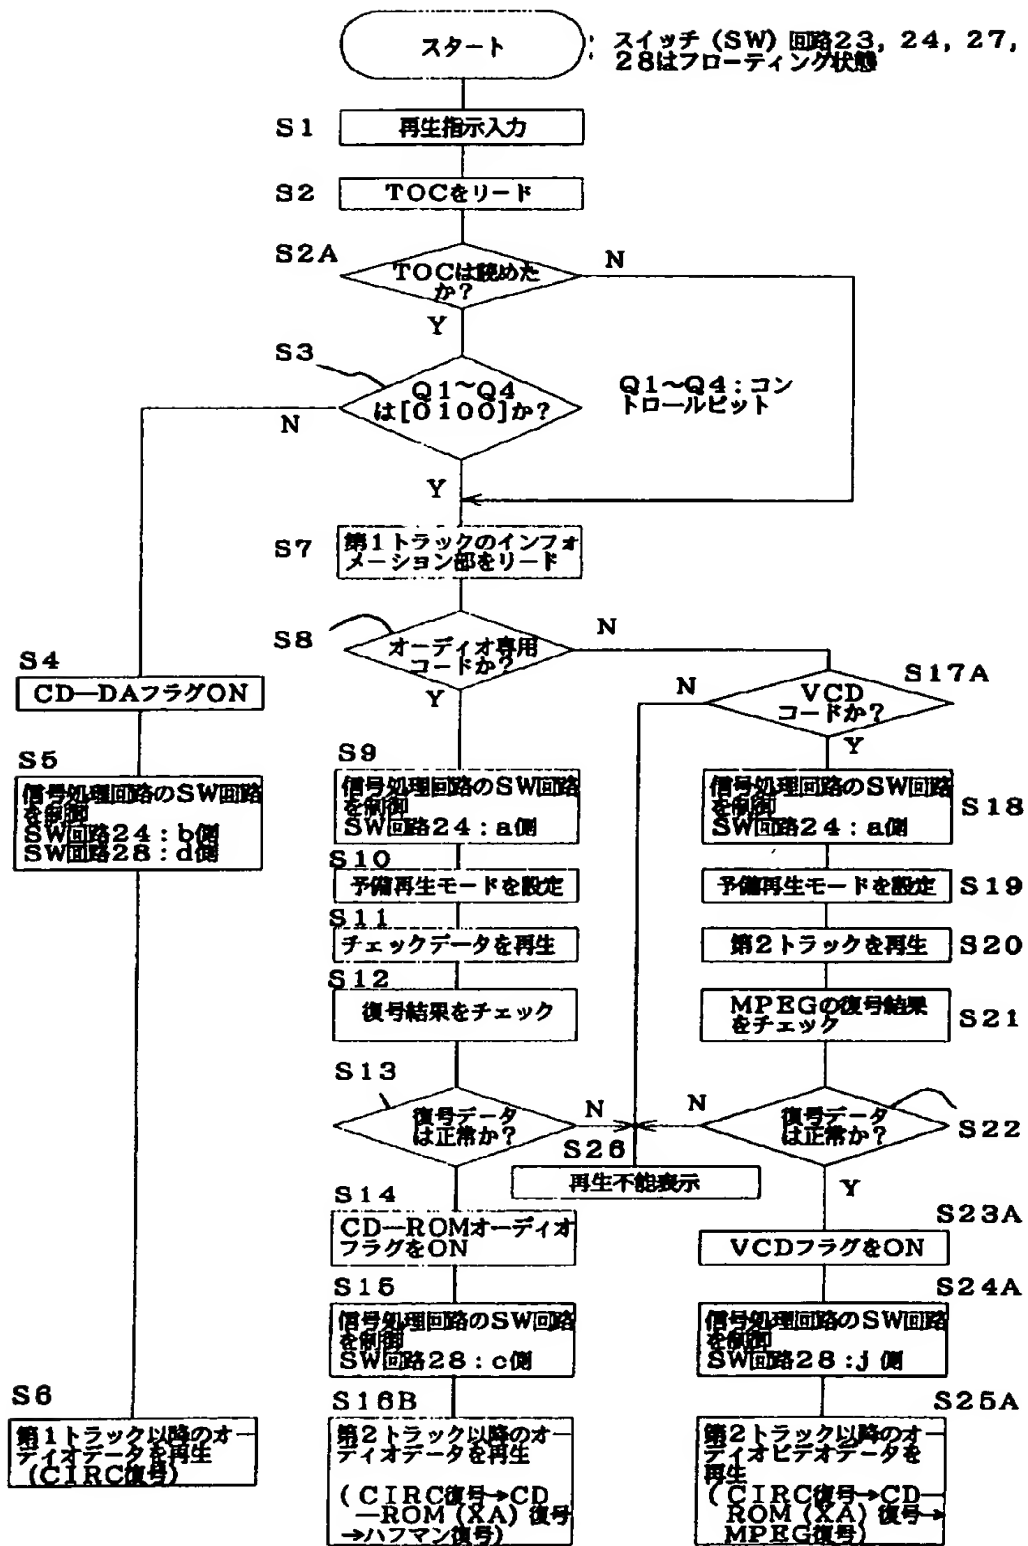 スタート
: スイッチ (SW) 回路23, 24, 27,
: 28はフローティング状態
S1
再生指示入力
S2
TOCをリード
S2A
TOCは読めた
か?
N
Y
S3
Q1～Q4
は[0100]か?
N
Q1～Q4:コン
トロールビット
Y
S7
第1トラックのインフォ
メーション部をリード
S8
オーディオ専用
コードか?
N
Y
S17A
VCD
コードか?
N
Y
S4
CD—DAフラグON
S5
信号処理回路のSW回路
を制御
SW回路24:b側
SW回路28:d側
S9
信号処理回路のSW回路
を制御
SW回路24:a側
信号処理回路のSW回路
を制御
SW回路24:a側
S18
S10
予備再生モードを設定
予備再生モードを設定
S19
S11
チェックデータを再生
第2トラックを再生
S20
S12
復号結果をチェック
MPEGの復号結果
をチェック
S21
S13
復号データ
は正常か?
N
N
復号データ
は正常か?
S22
S26
再生不能表示
Y
S14
CD—ROMオーディオ
フラグをON
S23A
VCDフラグをON
S15
信号処理回路のSW回路
を制御
SW回路28:c側
S24A
信号処理回路のSW回路
を制御
SW回路28:j側
S6
第1トラック以降のオー
ディオデータを再生
(CIRC復号)
S16B
第2トラック以降のオー
ディオデータを再生
(CIRC復号→CD
—ROM (XA) 復号
→ハフマン復号)
S25A
第2トラック以降のオー
ディオビデオデータを
再生
(CIRC復号→CD—
ROM (XA) 復号→
MPEG復号)